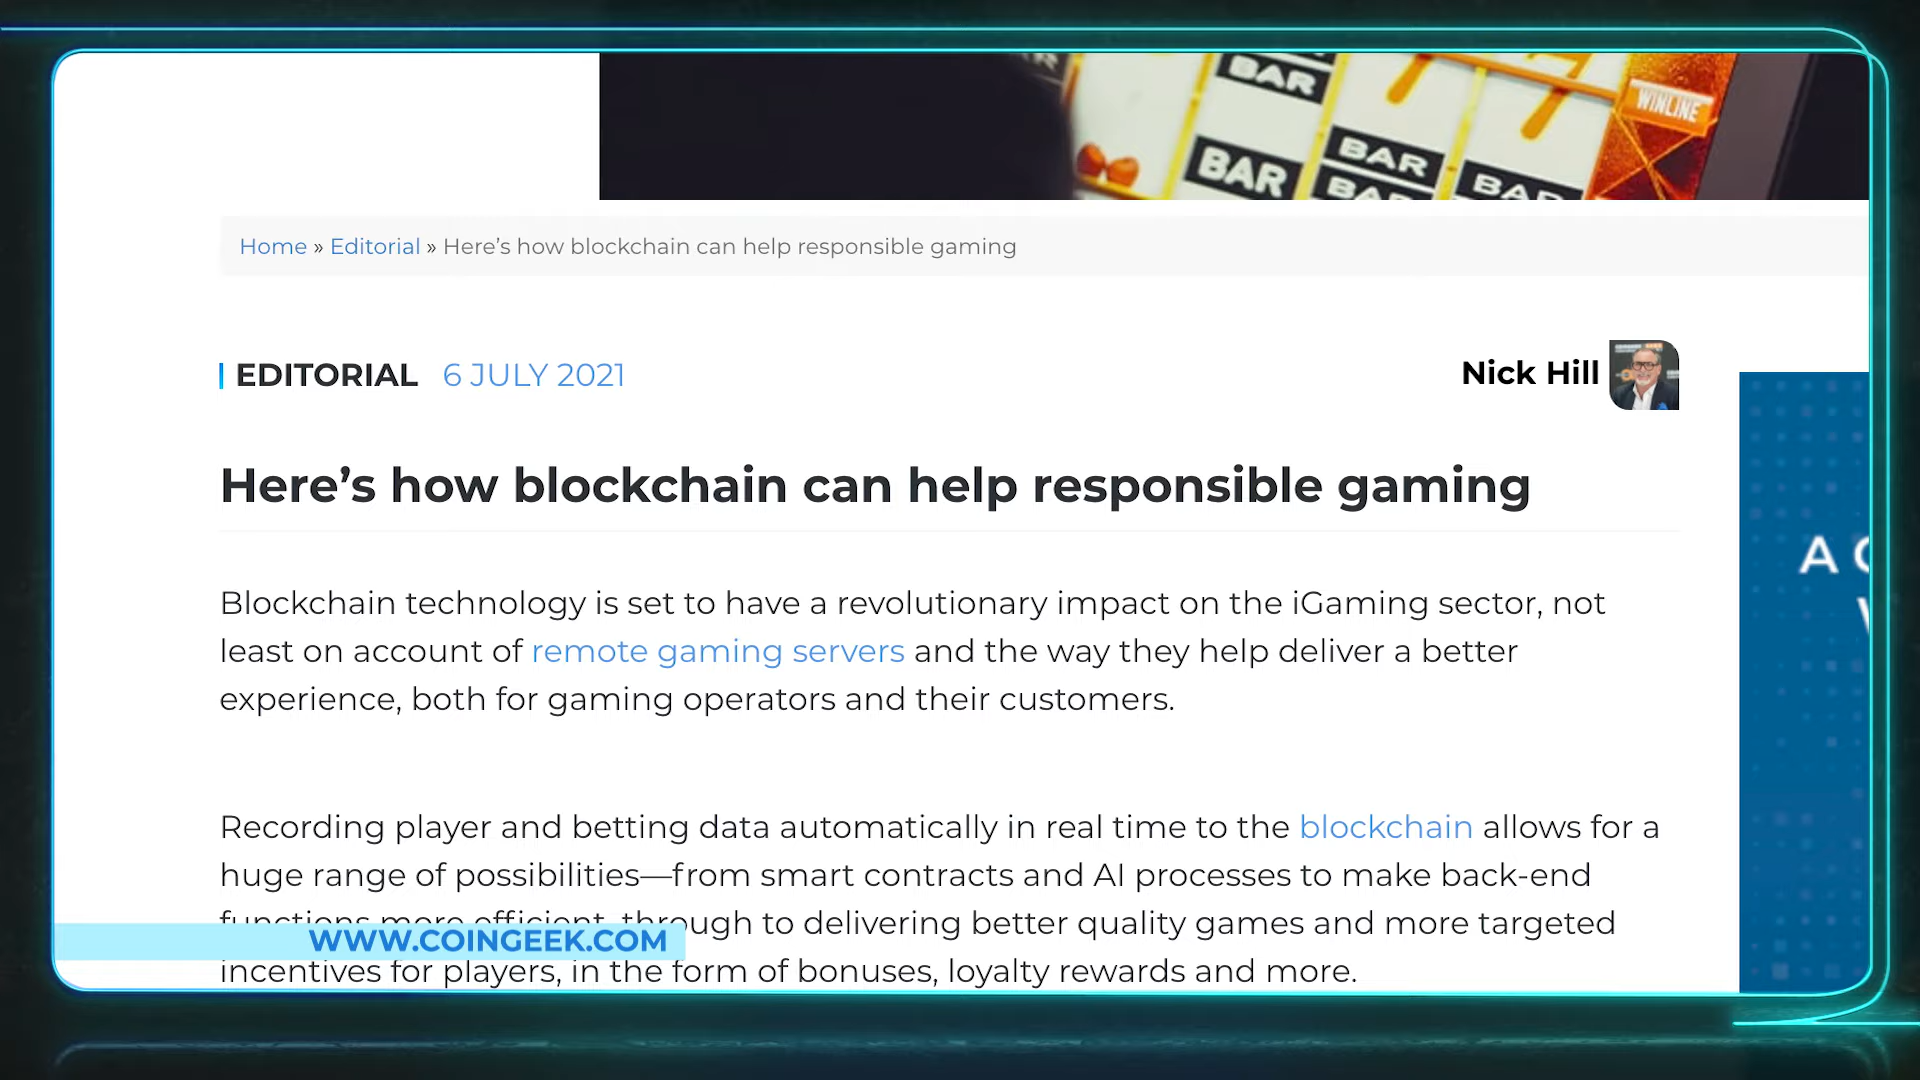 BAR
WINLINE
BAR
BAR
BAR
BAR
Home » Editorial » Here’s how blockchain can help responsible gaming
EDITORIAL 6 JULY 2021
Nick Hill
Here’s how blockchain can help responsible gaming
Blockchain technology is set to have a revolutionary impact on the iGaming sector, not
least on account of remote gaming servers and the way they help deliver a better
experience, both for gaming operators and their customers.
A
Recording player and betting data automatically in real time to the blockchain allows for a
huge range of possibilities—from smart contracts and AI processes to make back-end
functions more efficient, through to delivering better quality games and more targeted
WWW.COINGEEK.COM
incentives for players, in the form of bonuses, loyalty rewards and more.